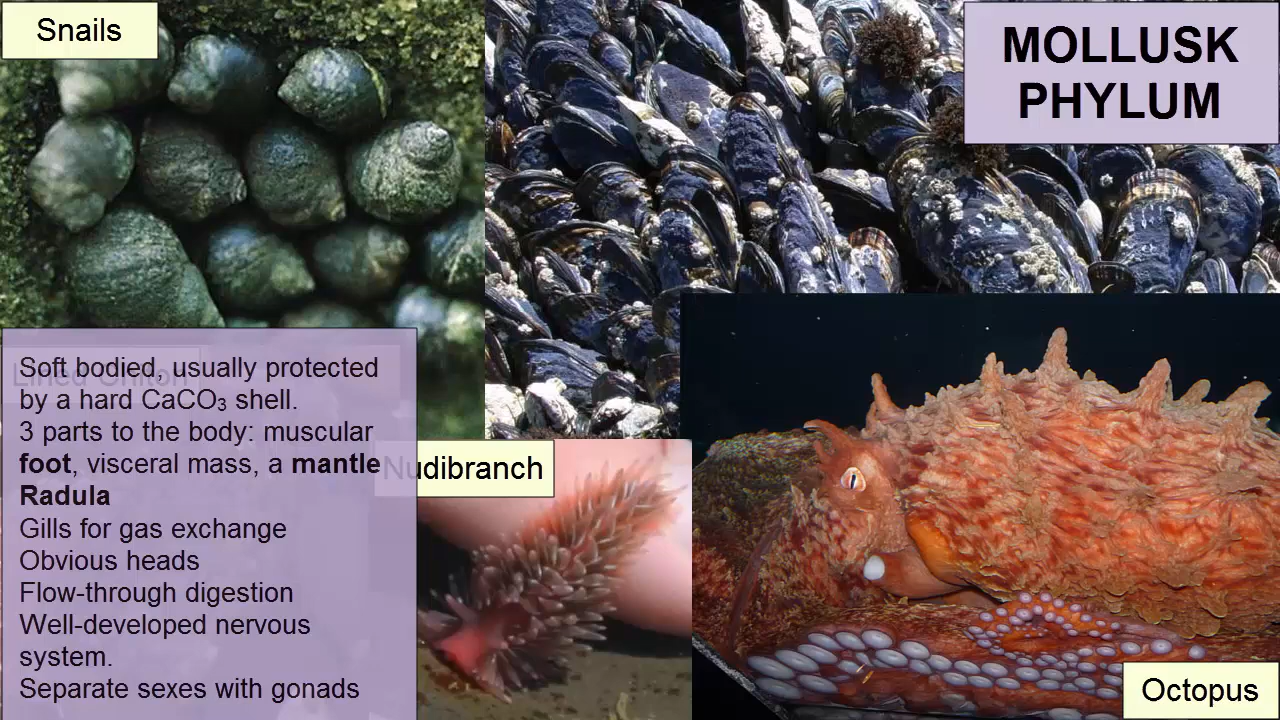 Snails
MOLLUSK
PHYLUM
Lined Chiton
Soft bodied, usually protected
by a hard CaCO₃ shell.
3 parts to the body: muscular
foot, visceral mass, a mantle
Radula
Gills for gas exchange
Obvious heads
Flow-through digestion
Well-developed nervous
system.
Separate sexes with gonads
Nudibranch
Octopus